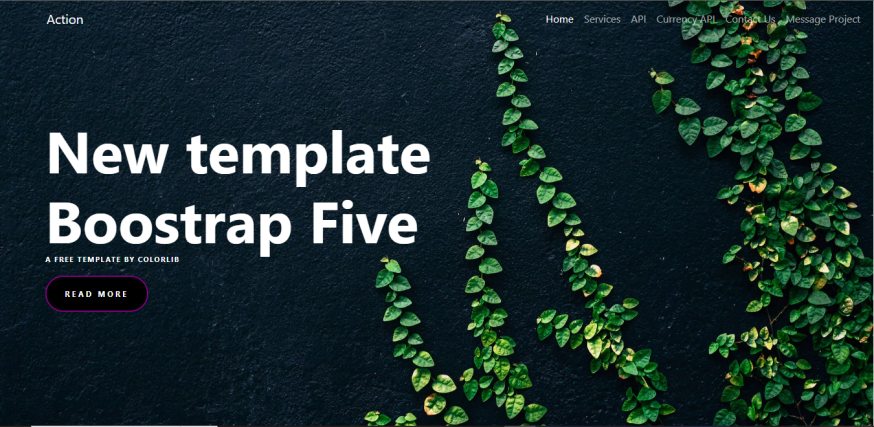 Action
Home Services API Currency API Contact Us Message Project
New template
Boostrap Five
A FREE TEMPLATE BY COLORLIB
READ MORE